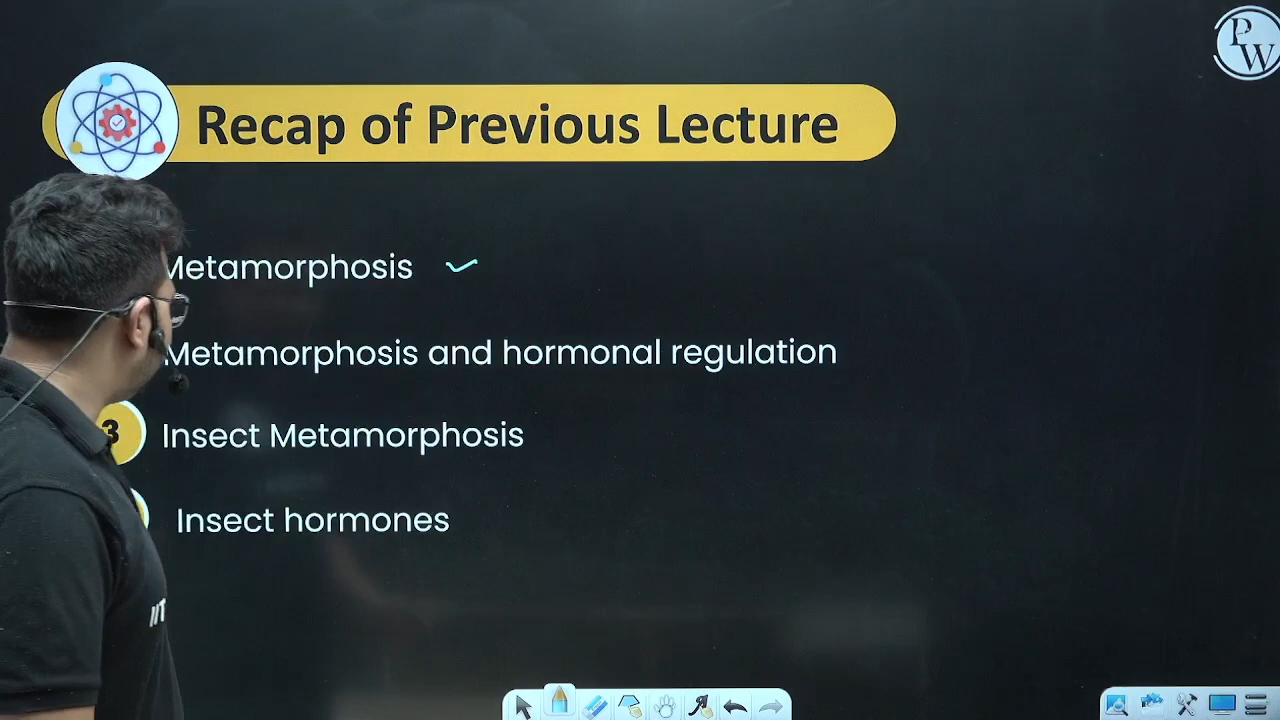 PW
Recap of Previous Lecture
Metamorphosis
Metamorphosis and hormonal regulation
3 Insect Metamorphosis
Insect hormones